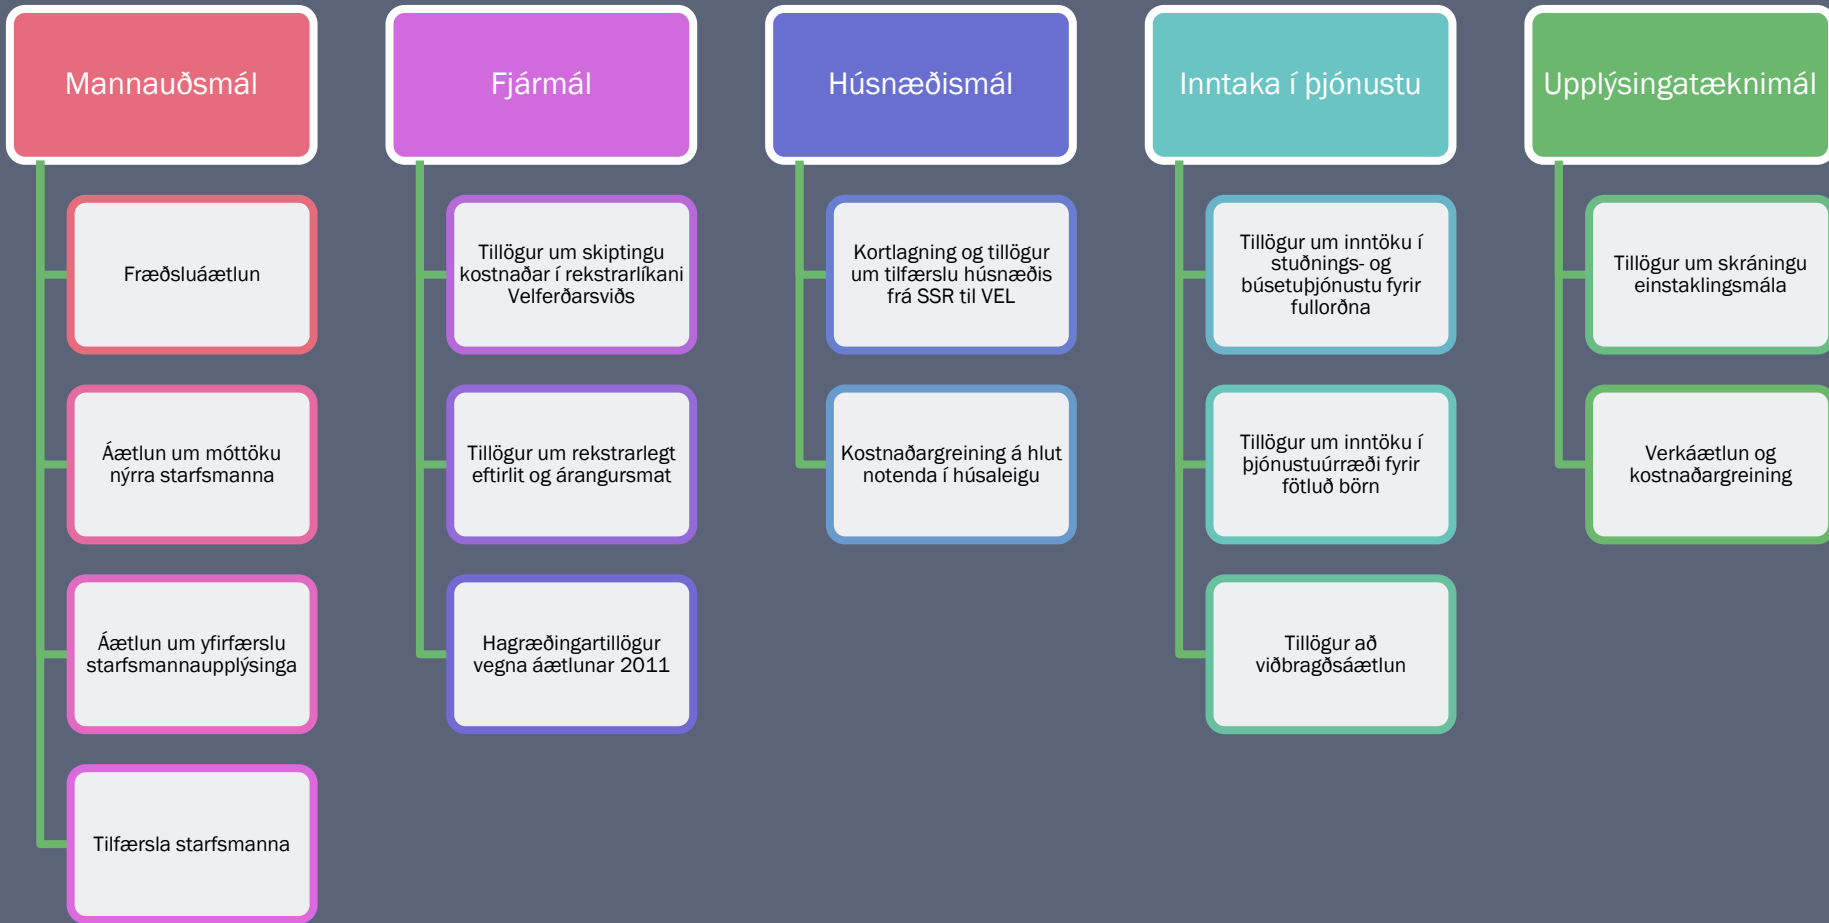 Mannauðsmál
Fræðsluáætlun
Áætlun um móttöku
nýrra starfsmanna
Áætlun um yfirfærslu
starfsmannaupplýsinga
Tilfærsla starfsmanna
Fjármál
Tillögur um skiptingu
kostnaðar í rekstrarlíkani
Velferðarsviðs
Tillögur um rekstrarlegt
eftirlit og árangursmat
Hagræðingartillögur
vegna áætlunar 2011
Húsnæðismál
Kortlagning og tillögur
um tilfærslu húsnæðis
frá SSR til VEL
Kostnaðargreining á hlut
notenda í húsaleigu
Inntaka í þjónustu
Tillögur um inntöku í
stuðnings- og
búsetuþjónustu fyrir
fullorðna
Tillögur um inntöku í
þjónustuúrræði fyrir
fötluð börn
Tillögur að
viðbragðsáætlun
Upplýsingatæknimál
Tillögur um skráningu
einstaklingsmála
Verkáætlun og
kostnaðargreining